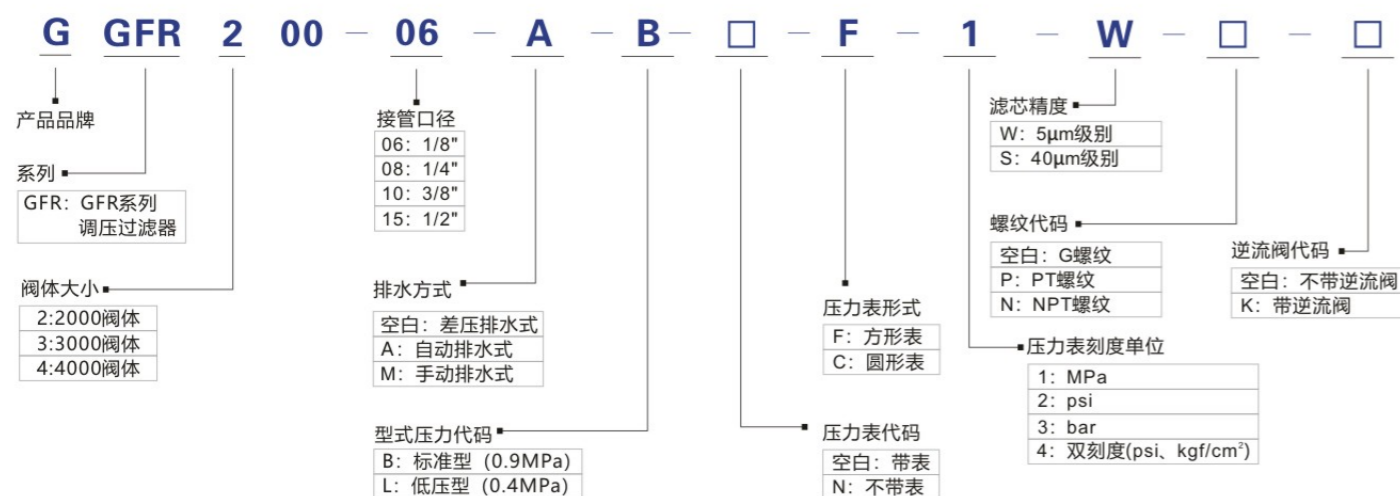 G GFR 2 00 — 06 — A — B — □ — F — 1 — W — □ — □
产品品牌
系列
GFR：GFR系列
调压过滤器
阀体大小
2:2000阀体
3:3000阀体
4:4000阀体
接管口径
06：1/8"
08：1/4"
10：3/8"
15：1/2"
排水方式
空白：差压排水式
A：自动排水式
M：手动排水式
型式压力代码
B：标准型 (0.9MPa)
L：低压型 (0.4MPa)
压力表代码
空白：带表
N：不带表
压力表形式
F：方形表
C：圆形表
压力表刻度单位
1：MPa
2：psi
3：bar
4：双刻度(psi、kgf/cm²)
滤芯精度
W：5μm级别
S：40μm级别
螺纹代码
空白：G螺纹
P：PT螺纹
N：NPT螺纹
逆流阀代码
空白：不带逆流阀
K：带逆流阀